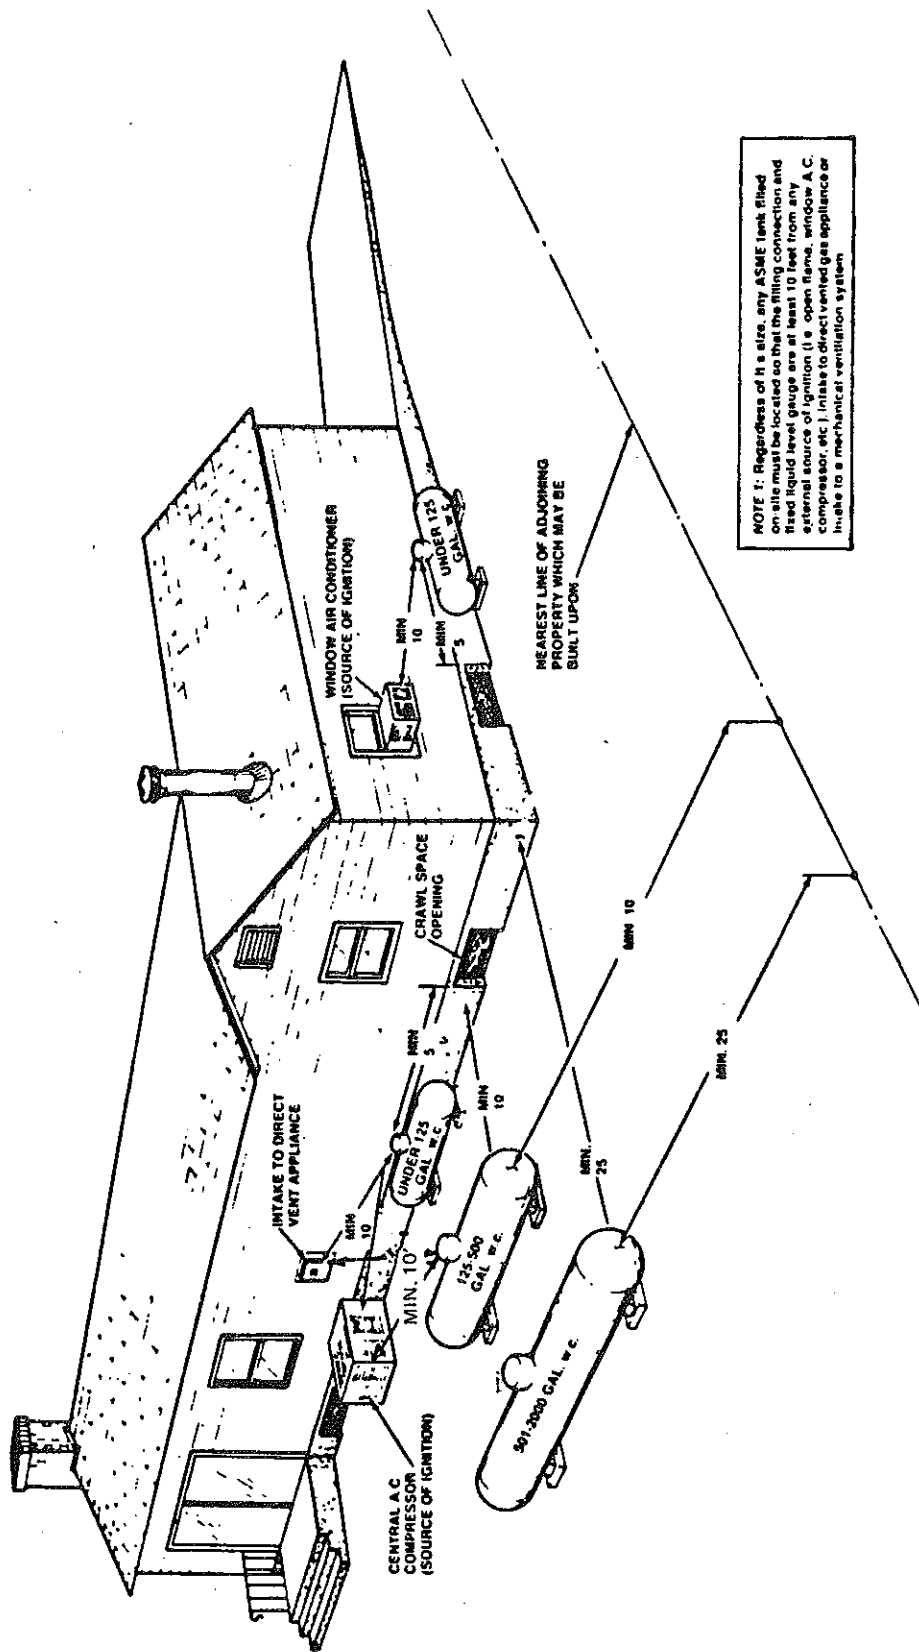 INTAKE TO DIRECT
VENT APPLIANCE
WINDOW AIR CONDITIONER
(SOURCE OF IGNITION)
CRAWL SPACE
OPENING
MIN
10
MIN
5
UNDER 125
GAL. w.c.
MIN
10
MIN
5
UNDER 125
GAL. w.c.
CENTRAL A C
COMPRESSOR
(SOURCE OF IGNITION)
MIN. 10'
125-500
GAL. w.c.
MIN
10
501-2000 GAL. w.c.
MIN.
25
NEAREST LINE OF ADJOINING
PROPERTY WHICH MAY BE
BUILT UPON
MIN 10
MIN. 25
NOTE 1: Regardless of it s size, any ASME tank filled
on-site must be located so that the filling connection and
fixed liquid level gauge are at least 10 feet from any
external source of ignition (i e open flame, window A C.
compressor, etc ), intake to direct vented gas appliance or
intake to a mechanical ventilation system